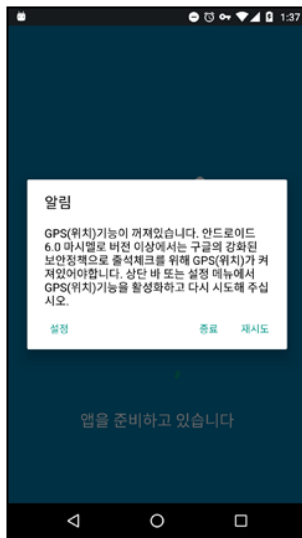 1:37
알림
GPS(위치)기능이 꺼져있습니다. 안드로이드
6.0 마시멜로 버전 이상에서는 구글의 강화된
보안정책으로 출석체크를 위해 GPS(위치)가 켜
져있어야합니다. 상단 바 또는 설정 메뉴에서
GPS(위치)기능을 활성화하고 다시 시도해 주십
시오.
설정 종료 재시도
앱을 준비하고 있습니다